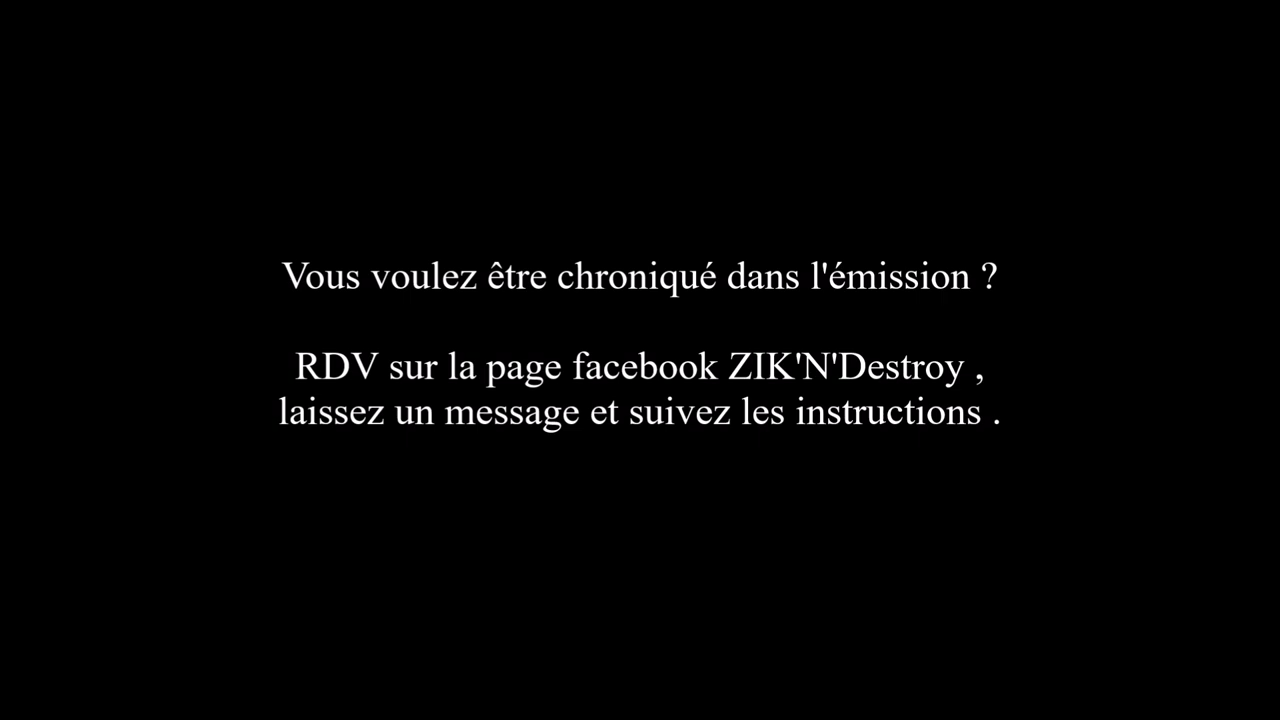 Vous voulez être chroniqué dans l'émission ?
RDV sur la page facebook ZIK'N'Destroy ,
laissez un message et suivez les instructions .